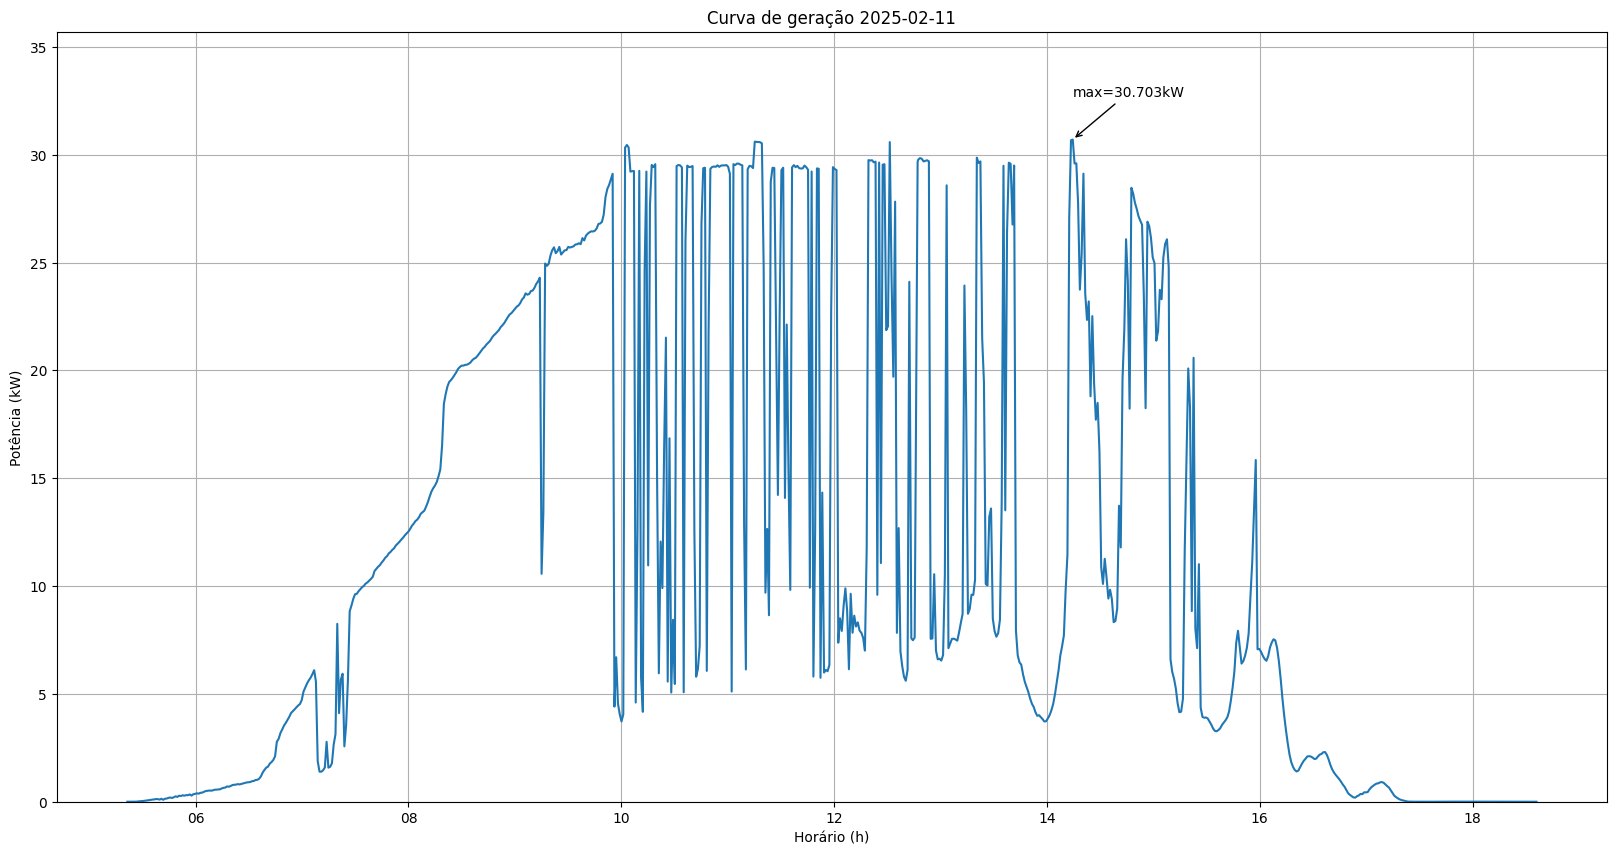 Curva de geração 2025-02-11
35
max=30.703kW
30
25
20
15
10
5
0
Potência (kW)
06 08 10 12 14 16 18
Horário (h)